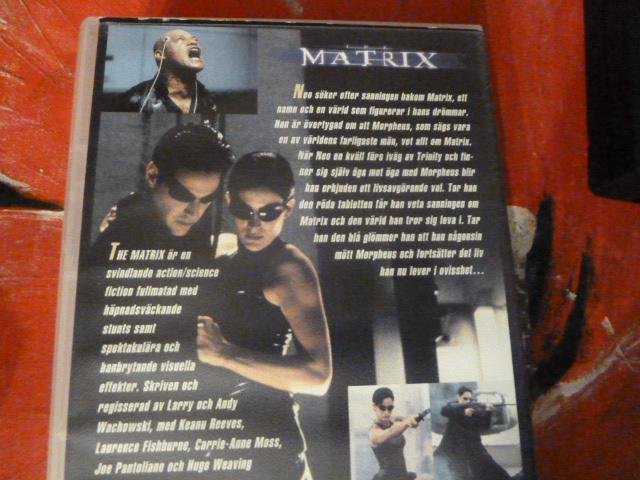 THE
MATRIX
Neo söker efter sanningen bakom Matrix, ett
namn och en värld som figurerar i hans drömmar.
Han är övertygad om att Morpheus, som sägs vara
en av världens farligaste män, vet allt om Matrix.
När Neo en kväll förs iväg av Trinity och fin-
ner sig själv öga mot öga med Morpheus blir
han erbjuden ett livsavgörande val. Tar han
den röda tabletten får han veta sanningen om
Matrix och den värld han tror sig leva i. Tar
han den blå glömmer han att han någonsin
mött Morpheus och fortsätter det liv
han nu lever i ovisshet...
THE MATRIX är en
svindlande action/science
fiction fullmatad med
häpnadsväckande
stunts samt
spektakulära och
banbrytande visuella
effekter. Skriven och
regisserad av Larry och Andy
Wachowski, med Keanu Reeves,
Laurence Fishburne, Carrie-Anne Moss,
Joe Pantoliano och Hugo Weaving